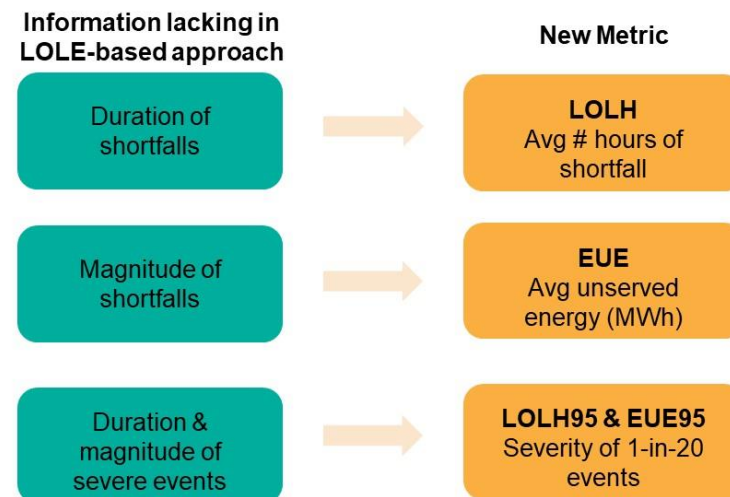 Information lacking in
LOLE-based approach
New Metric
Duration of
shortfalls
LOLH
Avg # hours of
shortfall
Magnitude of
shortfalls
EUE
Avg unserved
energy (MWh)
Duration &
magnitude of
severe events
LOLH95 & EUE95
Severity of 1-in-20
events